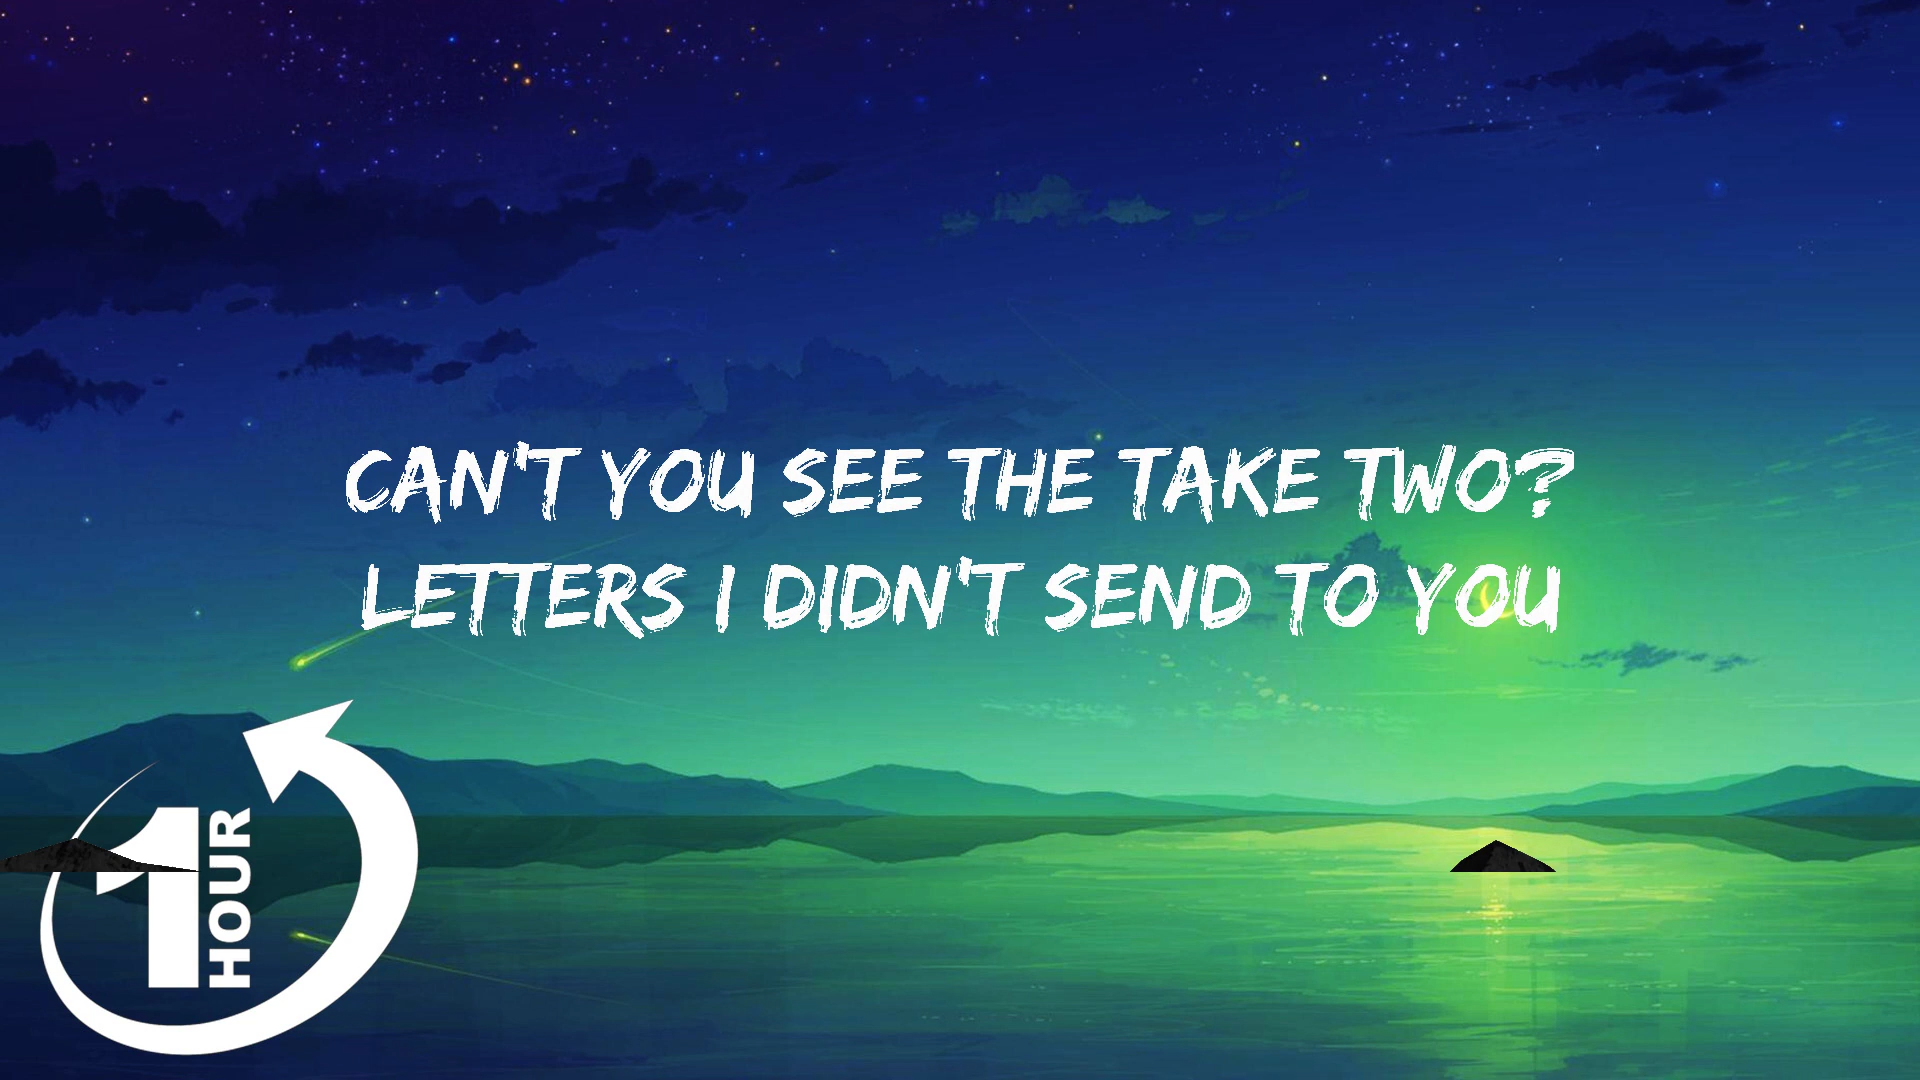 CAN'T YOU SEE THE TAKE TWO?
LETTERS I DIDN'T SEND TO YOU
1
HOUR